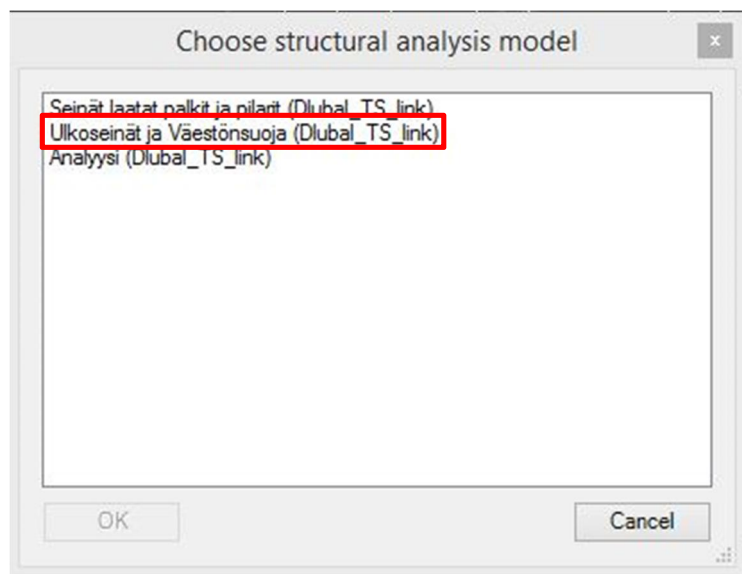 Choose structural analysis model
x
Seinät laatat palkit ja pilarit (Dlubal_TS_link)
Ulkoseinät ja Väestönsuoja (Dlubal_TS_link)
Analyysi (Dlubal_TS_link)
OK
Cancel